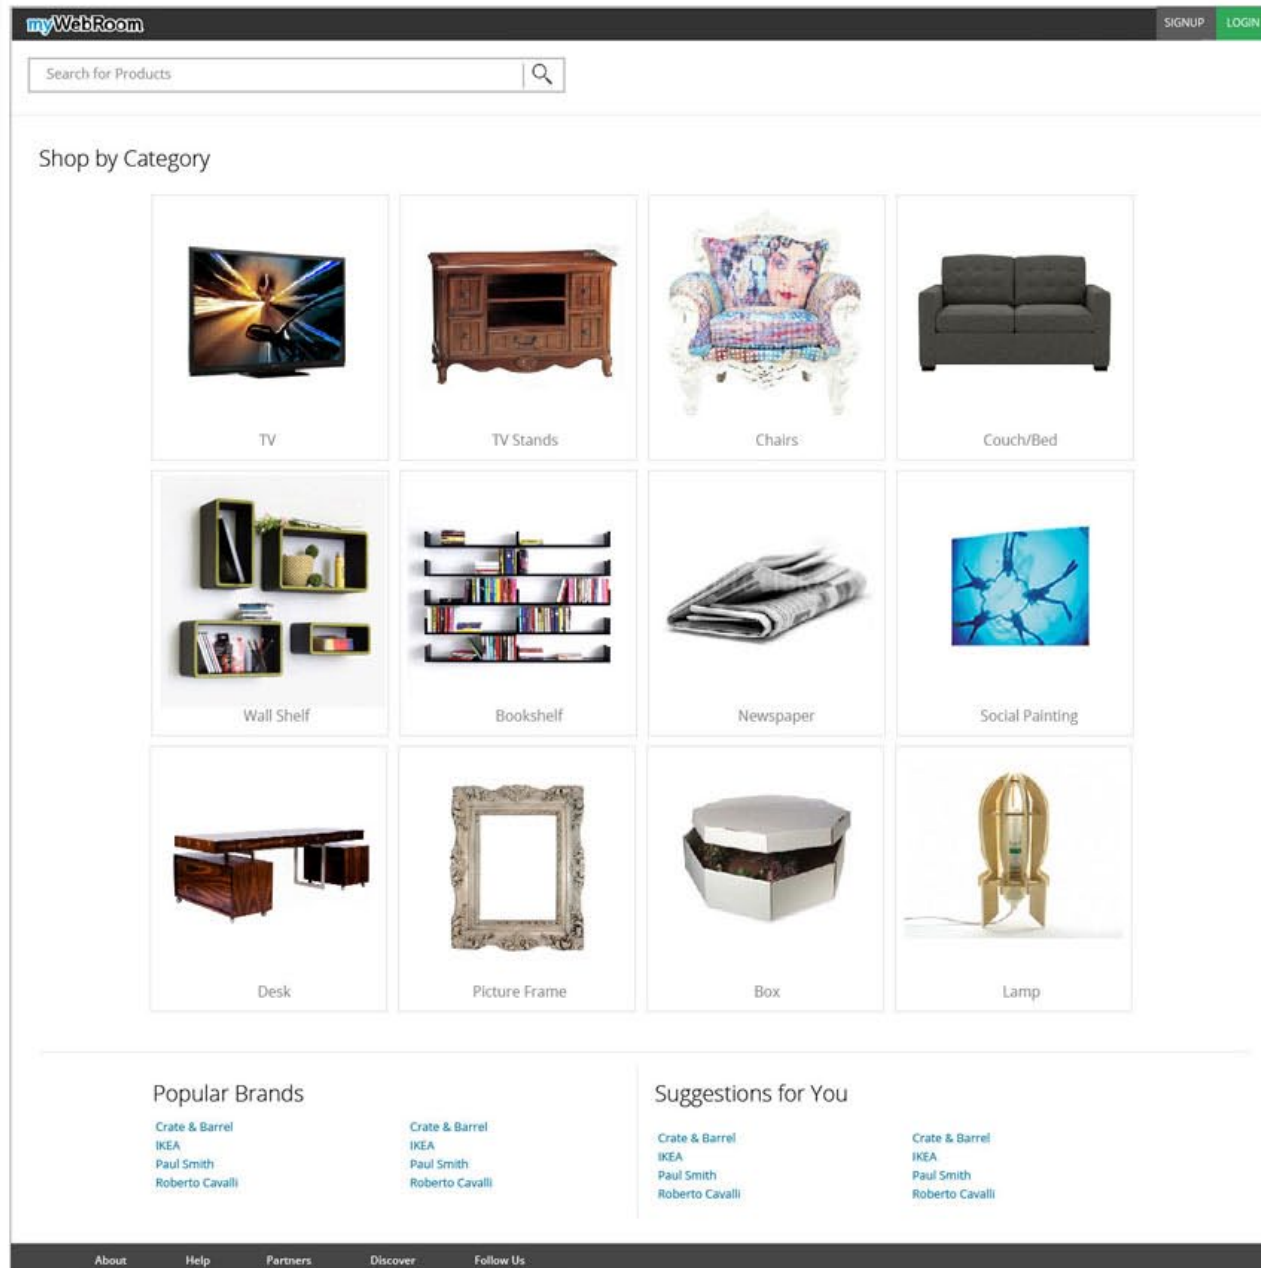 myWebRoom
SIGNUP LOGIN
Search for Products
Shop by Category
TV
TV Stands
Chairs
Couch/Bed
Wall Shelf
Bookshelf
Newspaper
Social Painting
Desk
Picture Frame
Box
Lamp
Popular Brands
Crate & Barrel
IKEA
Paul Smith
Roberto Cavalli
Crate & Barrel
IKEA
Paul Smith
Roberto Cavalli
Suggestions for You
Crate & Barrel
IKEA
Paul Smith
Roberto Cavalli
Crate & Barrel
IKEA
Paul Smith
Roberto Cavalli
About Help Partners Discover Follow Us